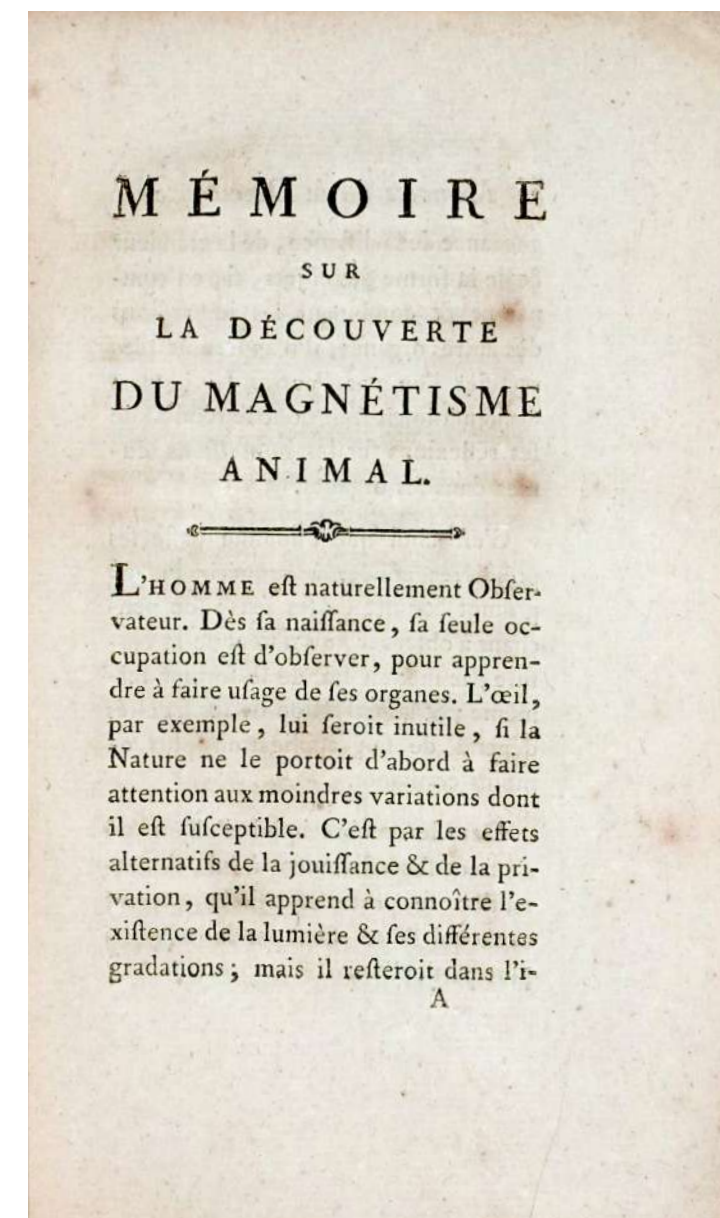 MÉMOIRE
SUR
LA DÉCOUVERTE
DU MAGNÉTISME
ANIMAL.
L'HOMME eſt naturellement Obſer-
vateur. Dès ſa naiſſance, ſa ſeule oc-
cupation eſt d'obſerver, pour appren-
dre à faire uſage de ſes organes. L'œil,
par exemple, lui ſeroit inutile, ſi la
Nature ne le portoit d'abord à faire
attention aux moindres variations dont
il eſt ſuſceptible. C'eſt par les effets
alternatifs de la jouiſſance & de la pri-
vation, qu'il apprend à connoître l'e-
xiſtence de la lumière & ſes différentes
gradations; mais il reſteroit dans l'i-
A